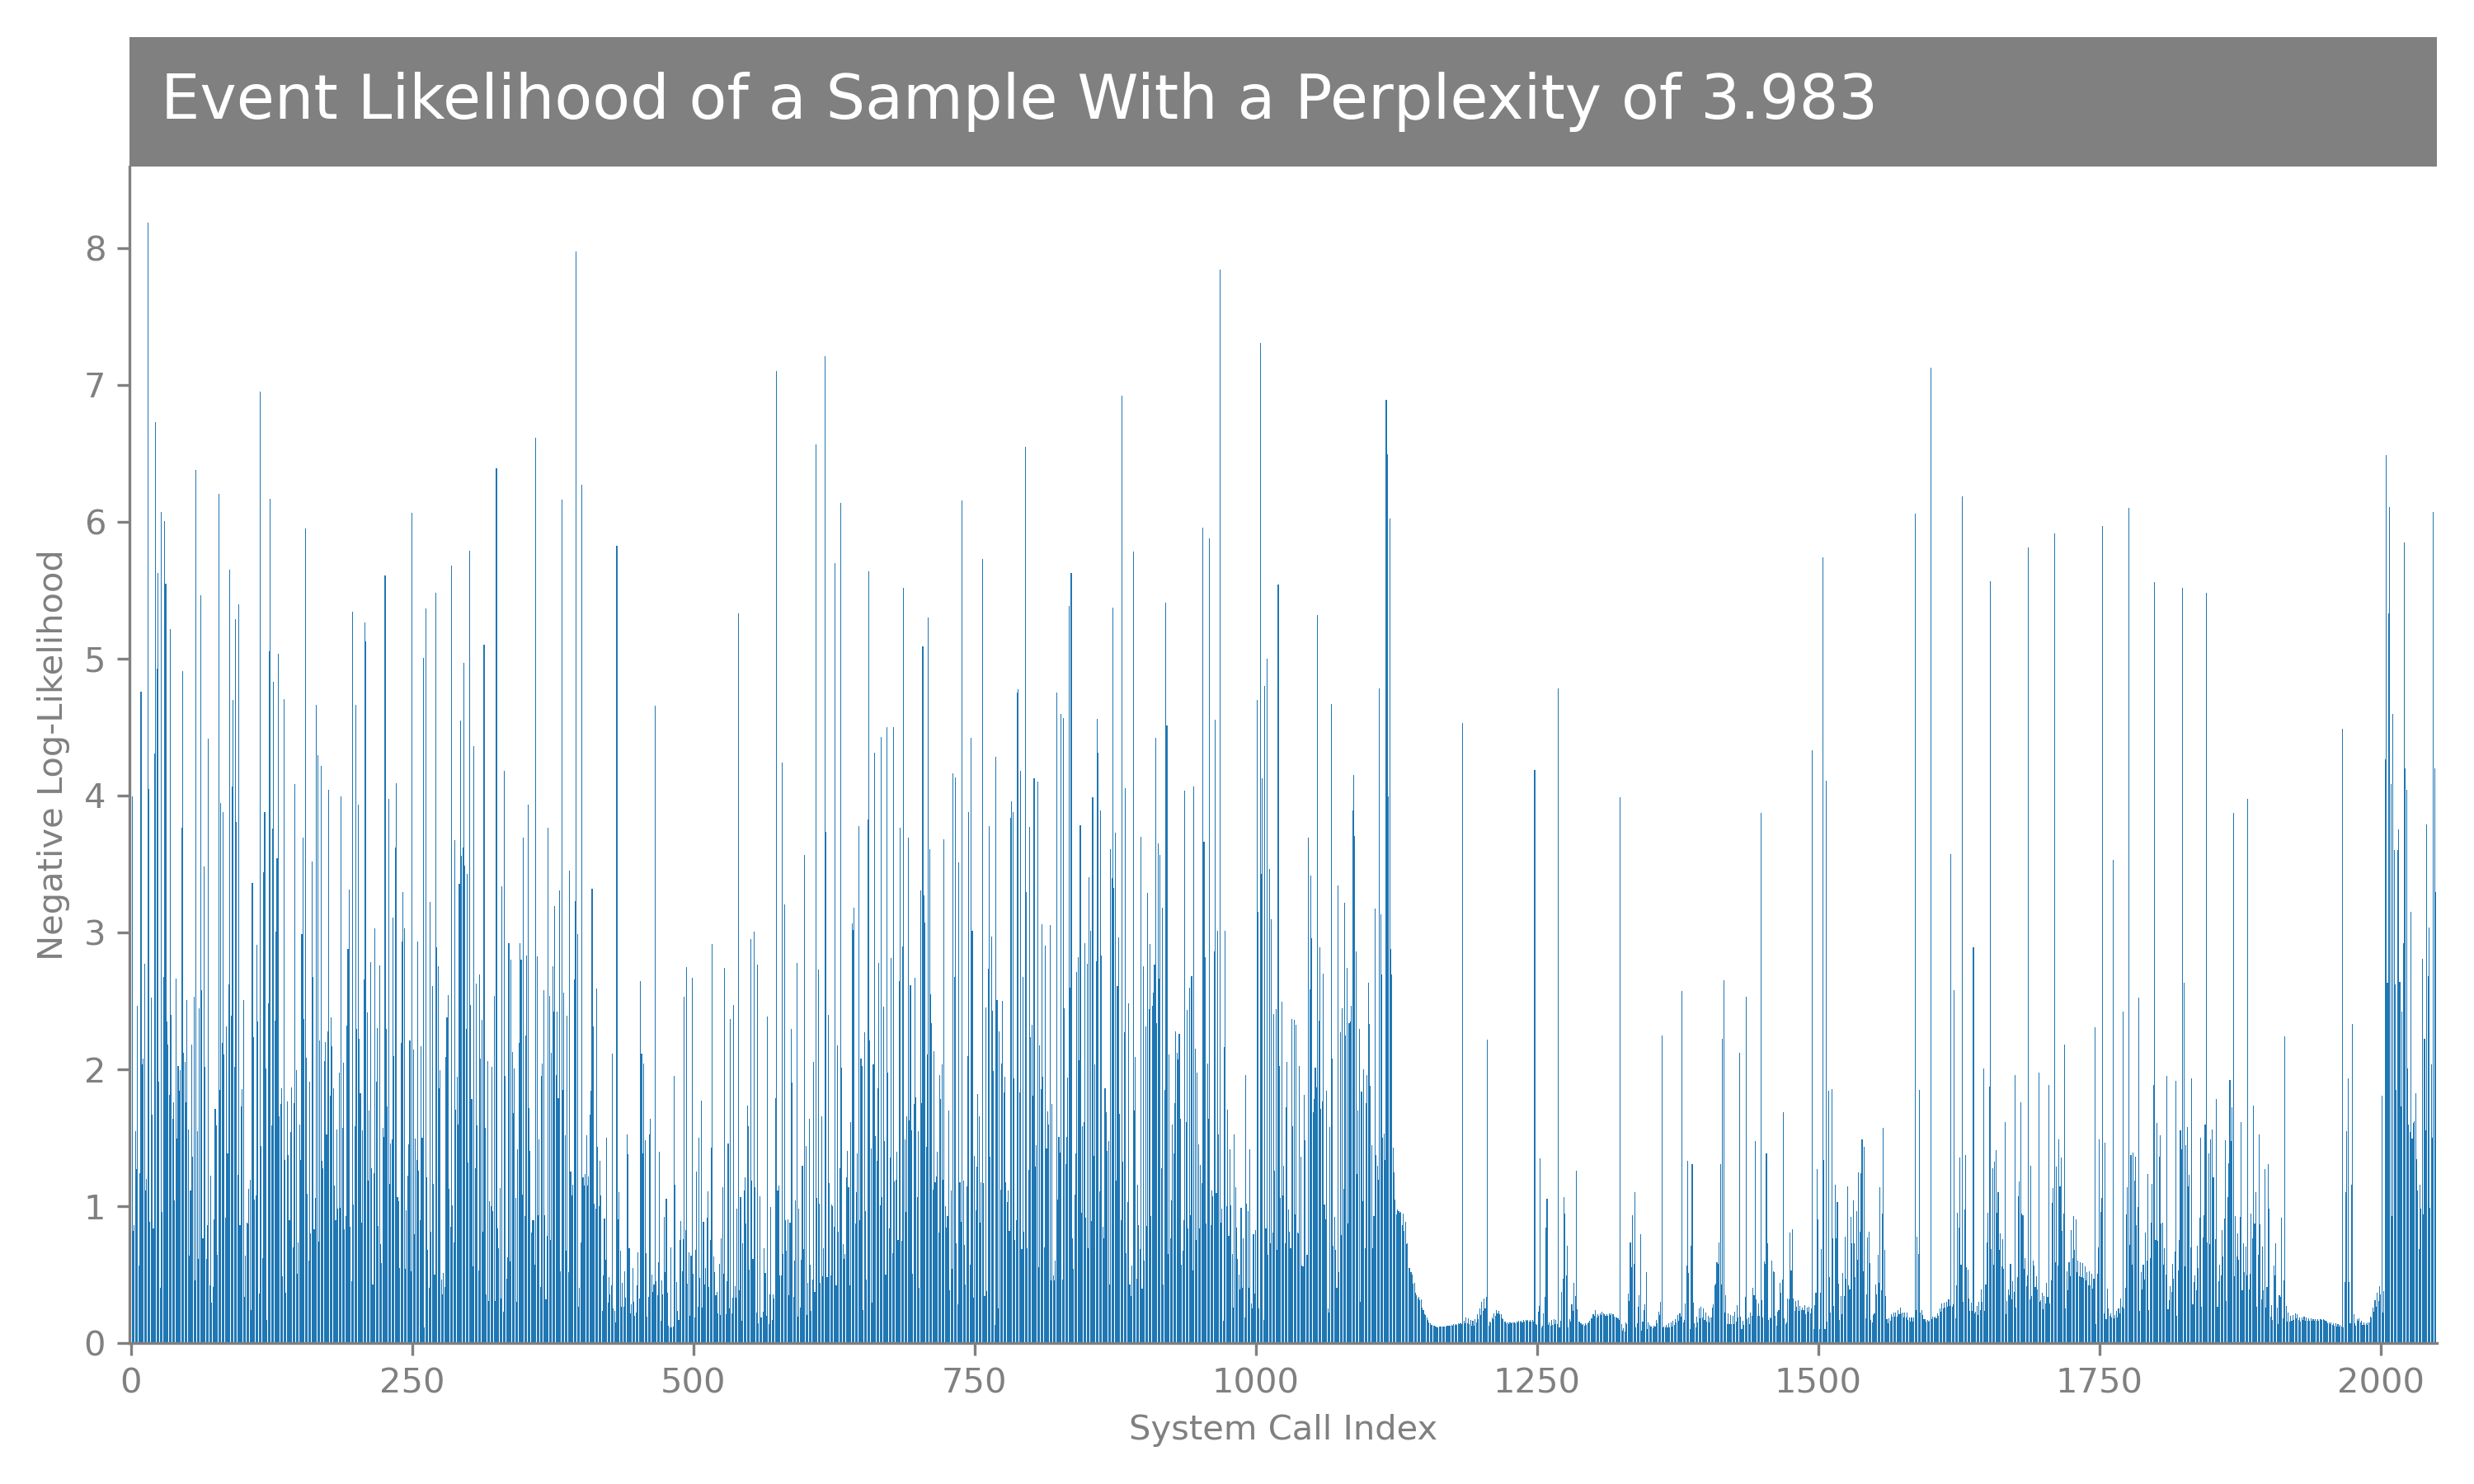 Event Likelihood of a Sample With a Perplexity of 3.983
Negative Log-Likelihood
8
7
6
5
4
3
2
1
0
0 250 500 750 1000 1250 1500 1750 2000
System Call Index